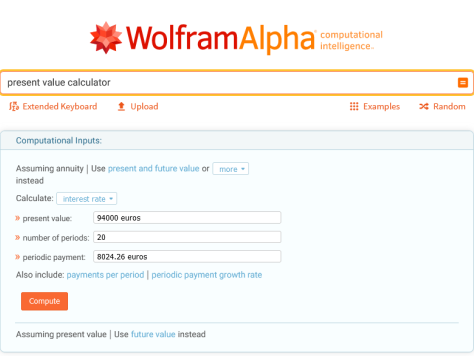 WolframAlpha computational intelligence™
present value calculator
Extended Keyboard Upload Examples Random
Computational Inputs:
Assuming annuity | Use present and future value or more instead
Calculate: interest rate
» present value: 94000 euros
» number of periods: 20
» periodic payment: 8024.26 euros
Also include: payments per period | periodic payment growth rate
Compute
Assuming present value | Use future value instead